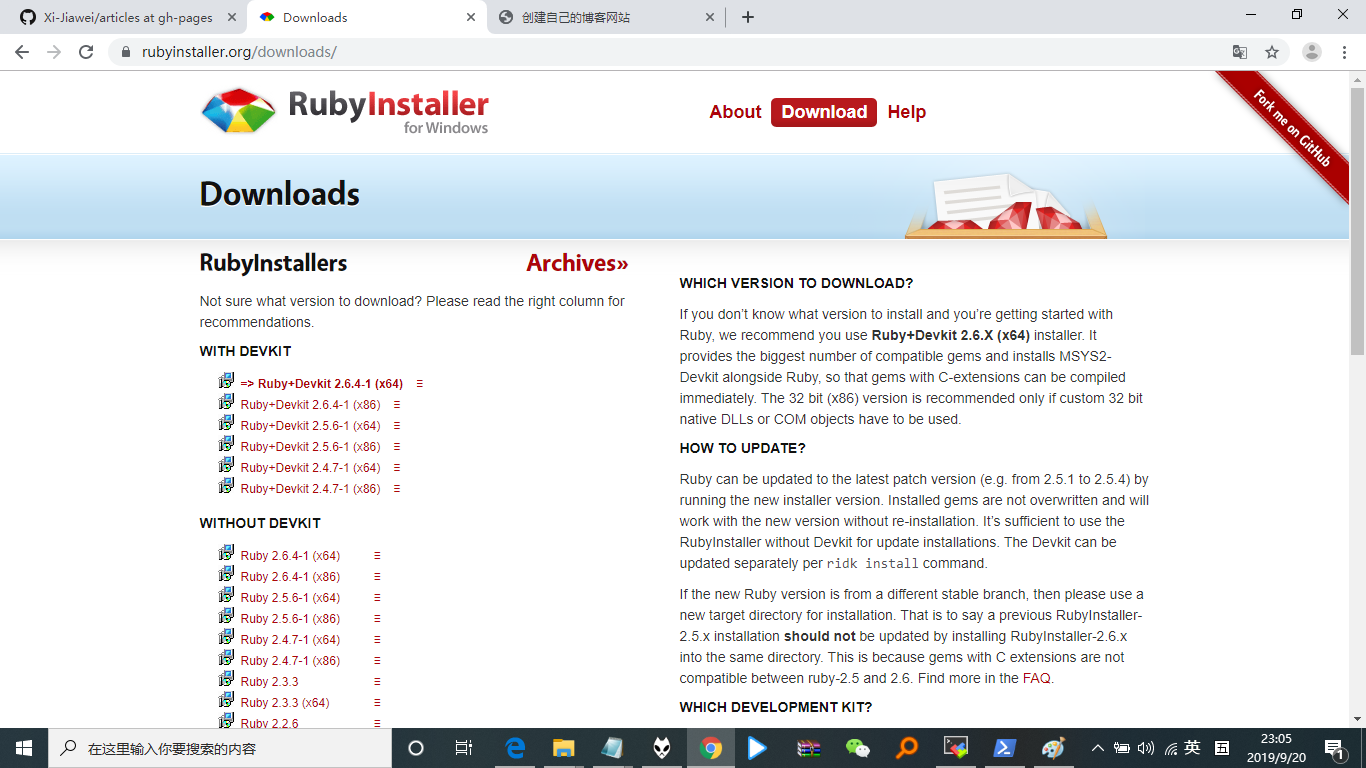 Xi-Jiawei/articles at gh-pages
Downloads
创建自己的博客网站
rubyinstaller.org/downloads/
RubyInstaller
for Windows
About
Download
Help
Fork me on GitHub
Downloads
RubyInstallers
Archives»
Not sure what version to download? Please read the right column for
recommendations.
WITH DEVKIT
=> Ruby+Devkit 2.6.4-1 (x64)
Ruby+Devkit 2.6.4-1 (x86)
Ruby+Devkit 2.5.6-1 (x64)
Ruby+Devkit 2.5.6-1 (x86)
Ruby+Devkit 2.4.7-1 (x64)
Ruby+Devkit 2.4.7-1 (x86)
WITHOUT DEVKIT
Ruby 2.6.4-1 (x64)
Ruby 2.6.4-1 (x86)
Ruby 2.5.6-1 (x64)
Ruby 2.5.6-1 (x86)
Ruby 2.4.7-1 (x64)
Ruby 2.4.7-1 (x86)
Ruby 2.3.3
Ruby 2.3.3 (x64)
Ruby 2.2.6
WHICH VERSION TO DOWNLOAD?
If you don’t know what version to install and you’re getting started with
Ruby, we recommend you use Ruby+Devkit 2.6.X (x64) installer. It
provides the biggest number of compatible gems and installs MSYS2-
Devkit alongside Ruby, so that gems with C-extensions can be compiled
immediately. The 32 bit (x86) version is recommended only if custom 32 bit
native DLLs or COM objects have to be used.
HOW TO UPDATE?
Ruby can be updated to the latest patch version (e.g. from 2.5.1 to 2.5.4) by
running the new installer version. Installed gems are not overwritten and will
work with the new version without re-installation. It’s sufficient to use the
RubyInstaller without Devkit for update installations. The Devkit can be
updated separately per ridk install command.
If the new Ruby version is from a different stable branch, then please use a
new target directory for installation. That is to say a previous RubyInstaller-
2.5.x installation should not be updated by installing RubyInstaller-2.6.x
into the same directory. This is because gems with C extensions are not
compatible between ruby-2.5 and 2.6. Find more in the FAQ.
WHICH DEVELOPMENT KIT?
在这里输入你要搜索的内容
英
五
23:05
2019/9/20
1